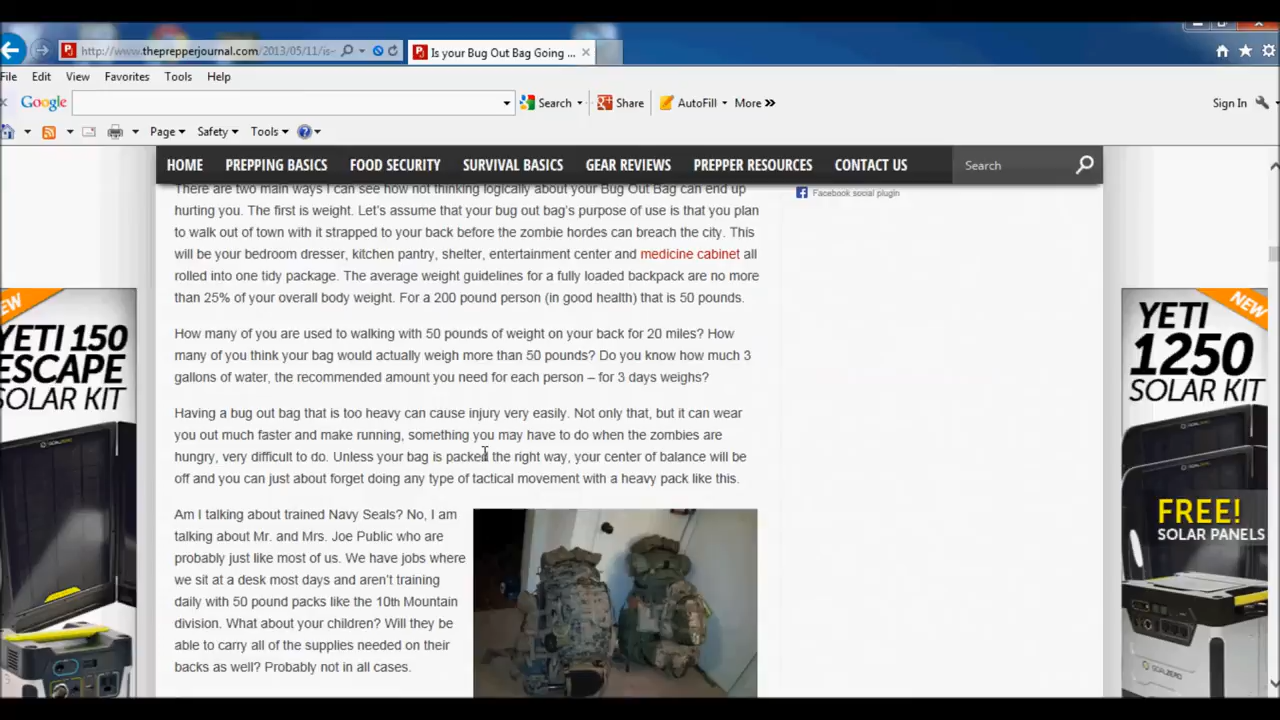 http://www.theprepperjournal.com/2013/05/11/is-
Is your Bug Out Bag Going ...
File Edit View Favorites Tools Help
Google Search Share AutoFill More » Sign In
Page Safety Tools
HOME PREPPING BASICS FOOD SECURITY SURVIVAL BASICS GEAR REVIEWS PREPPER RESOURCES CONTACT US Search
There are two main ways I can see how not thinking logically about your Bug Out Bag can end up
hurting you. The first is weight. Let's assume that your bug out bag's purpose of use is that you plan
to walk out of town with it strapped to your back before the zombie hordes can breach the city. This
will be your bedroom dresser, kitchen pantry, shelter, entertainment center and medicine cabinet all
rolled into one tidy package. The average weight guidelines for a fully loaded backpack are no more
than 25% of your overall body weight. For a 200 pound person (in good health) that is 50 pounds.
How many of you are used to walking with 50 pounds of weight on your back for 20 miles? How
many of you think your bag would actually weigh more than 50 pounds? Do you know how much 3
gallons of water, the recommended amount you need for each person – for 3 days weighs?
Having a bug out bag that is too heavy can cause injury very easily. Not only that, but it can wear
you out much faster and make running, something you may have to do when the zombies are
hungry, very difficult to do. Unless your bag is packed the right way, your center of balance will be
off and you can just about forget doing any type of tactical movement with a heavy pack like this.
Am I talking about trained Navy Seals? No, I am
talking about Mr. and Mrs. Joe Public who are
probably just like most of us. We have jobs where
we sit at a desk most days and aren't training
daily with 50 pound packs like the 10th Mountain
division. What about your children? Will they be
able to carry all of the supplies needed on their
backs as well? Probably not in all cases.
Facebook social plugin
NEW
YETI 150
ESCAPE
SOLAR KIT
NEW
YETI
1250
SOLAR KIT
FREE!
SOLAR PANELS
GOALZERO